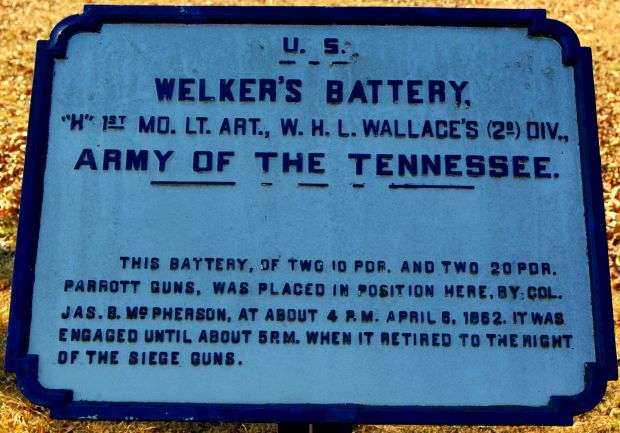 U. S.
WELKER'S BATTERY,
"H" 1ST MO. LT. ART., W. H. L. WALLACE'S (2D) DIV.,
ARMY OF THE TENNESSEE.
THIS BATTERY, OF TWO 10 PDR. AND TWO 20 PDR.
PARROTT GUNS, WAS PLACED IN POSITION HERE, BY COL.
JAS. B. MCPHERSON, AT ABOUT 4 P.M. APRIL 6, 1862. IT WAS
ENGAGED UNTIL ABOUT 5 P.M. WHEN IT RETIRED TO THE RIGHT
OF THE SIEGE GUNS.